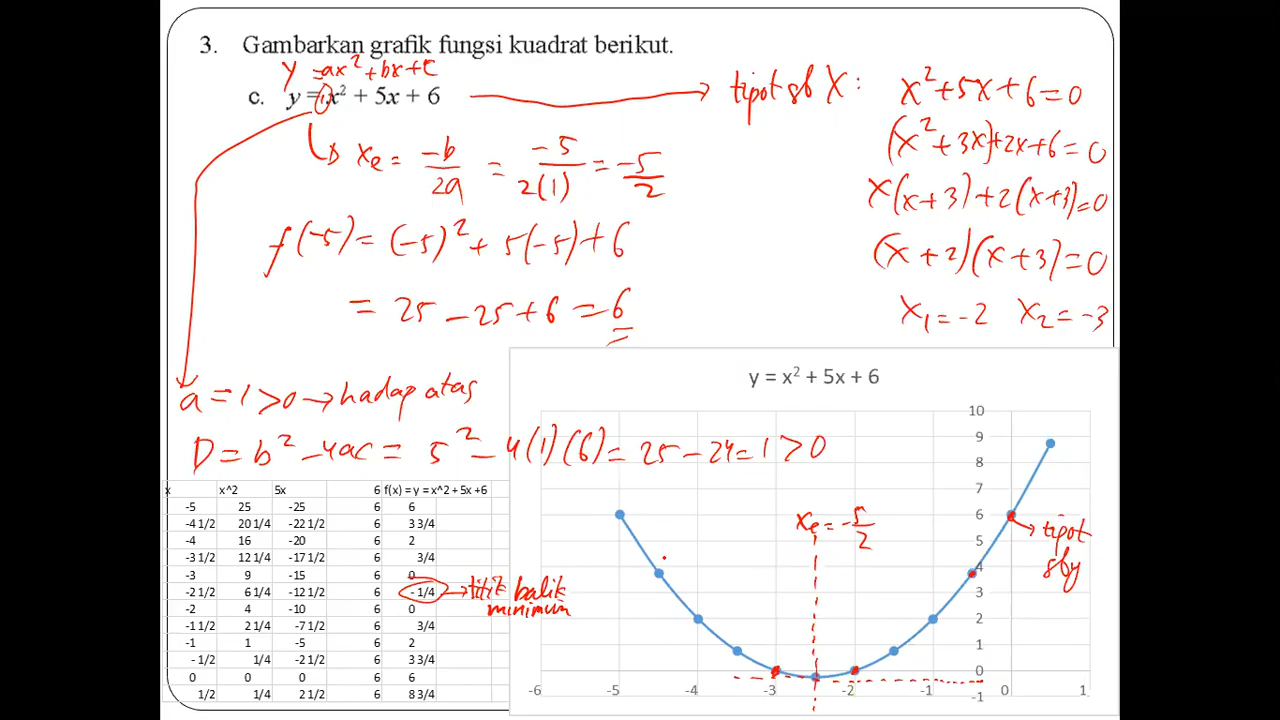 3. Gambarkan grafik fungsi kuadrat berikut.
y = ax² + bx + c
c. y = x² + 5x + 6
xe = -b/2a = -5/2(1) = -5/2
f(-5) = (-5)² + 5(-5) + 6
= 25 - 25 + 6 = 6
a = 1 > 0 → hadap atas
D = b² - 4ac = 5² - 4(1)(6) = 25 - 24 = 1 > 0
tipot sb X : x² + 5x + 6 = 0
(x² + 3x) + 2x + 6 = 0
x(x+3) + 2(x+3) = 0
(x+2)(x+3) = 0
x1 = -2 x2 = -3
x x^2 5x 6 f(x) = y = x^2 + 5x +6
-5 25 -25 6 6
-4 1/2 20 1/4 -22 1/2 6 3 3/4
-4 16 -20 6 2
-3 1/2 12 1/4 -17 1/2 6 3/4
-3 9 -15 6 0
-2 1/2 6 1/4 -12 1/2 6 - 1/4
-2 4 -10 6 0
-1 1/2 2 1/4 -7 1/2 6 3/4
-1 1 -5 6 2
- 1/2 1/4 -2 1/2 6 3 3/4
0 0 0 6 6
1/2 1/4 2 1/2 6 8 3/4
→ titik balik
minimum
y = x² + 5x + 6
10
9
8
7
6
5
4
3
2
1
0
-1
-6 -5 -4 -3 -2 -1 0 1
xe = -5/2
→ tipot
sby